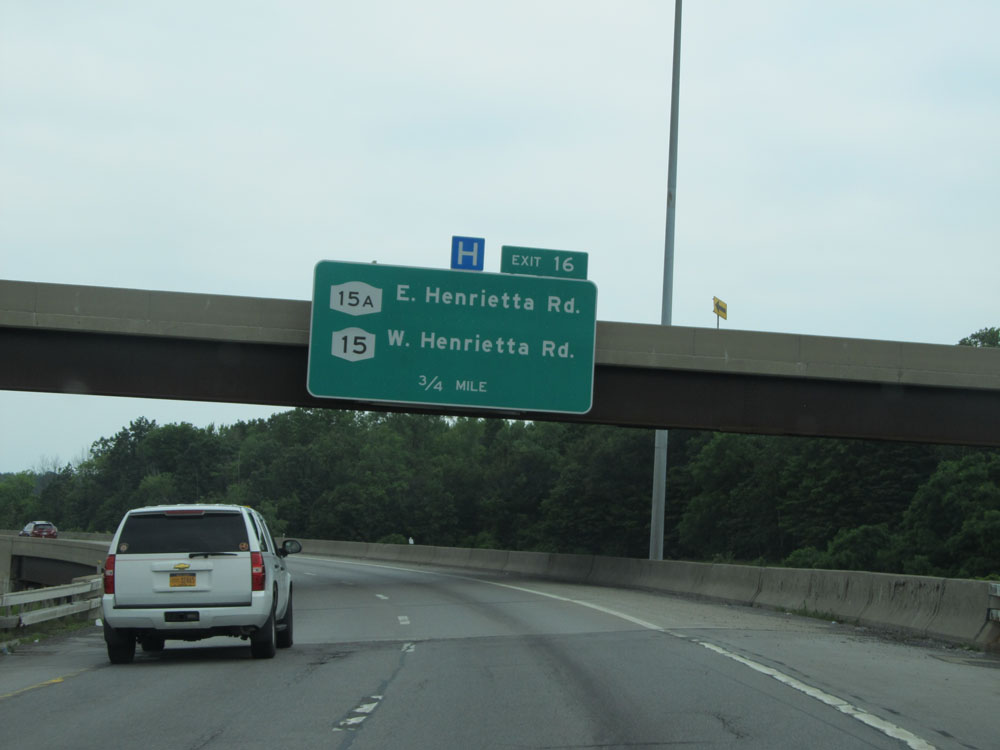 H
EXIT 16
15A E. Henrietta Rd.
15 W. Henrietta Rd.
3/4 MILE